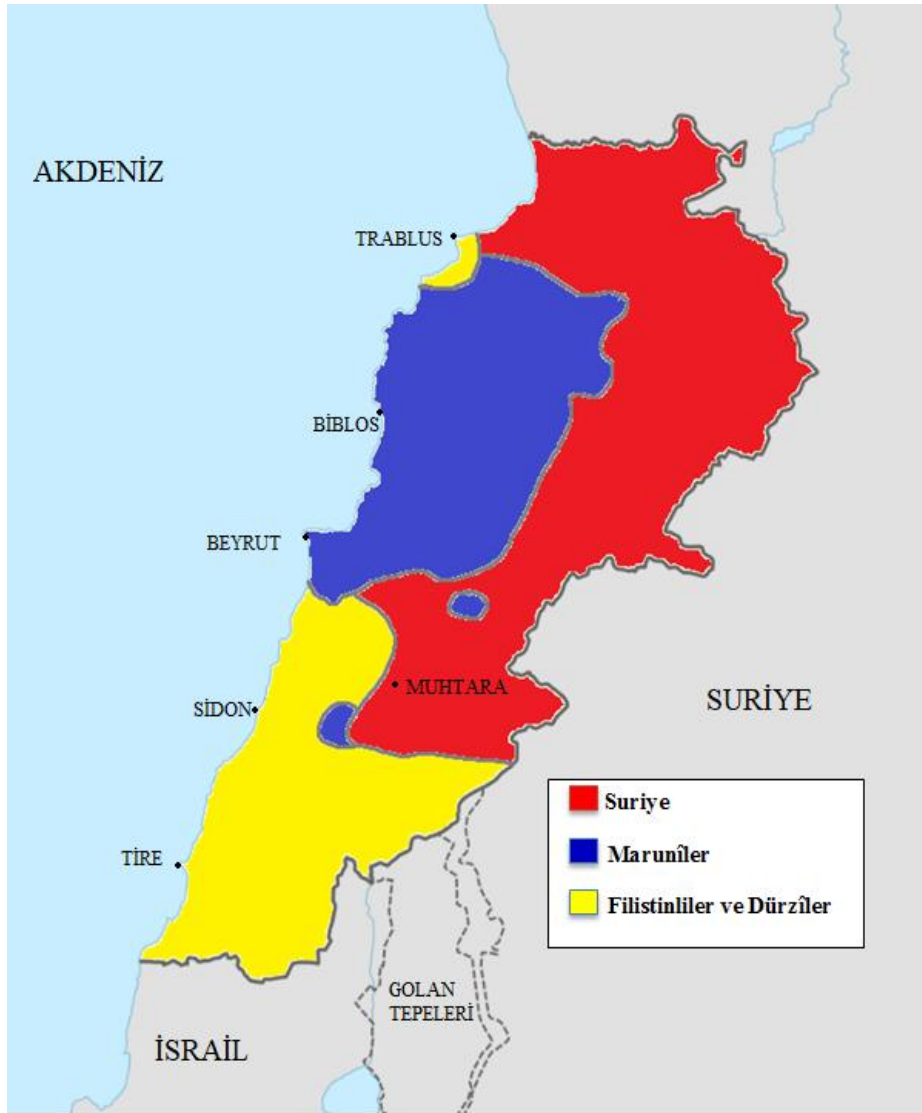 AKDENİZ
TRABLUS
BİBLOS
BEYRUT
MUHTARA
SİDON
SURİYE
Suriye
Marunîler
Filistinliler ve Dürzîler
TİRE
GOLAN
TEPELERİ
İSRAİL